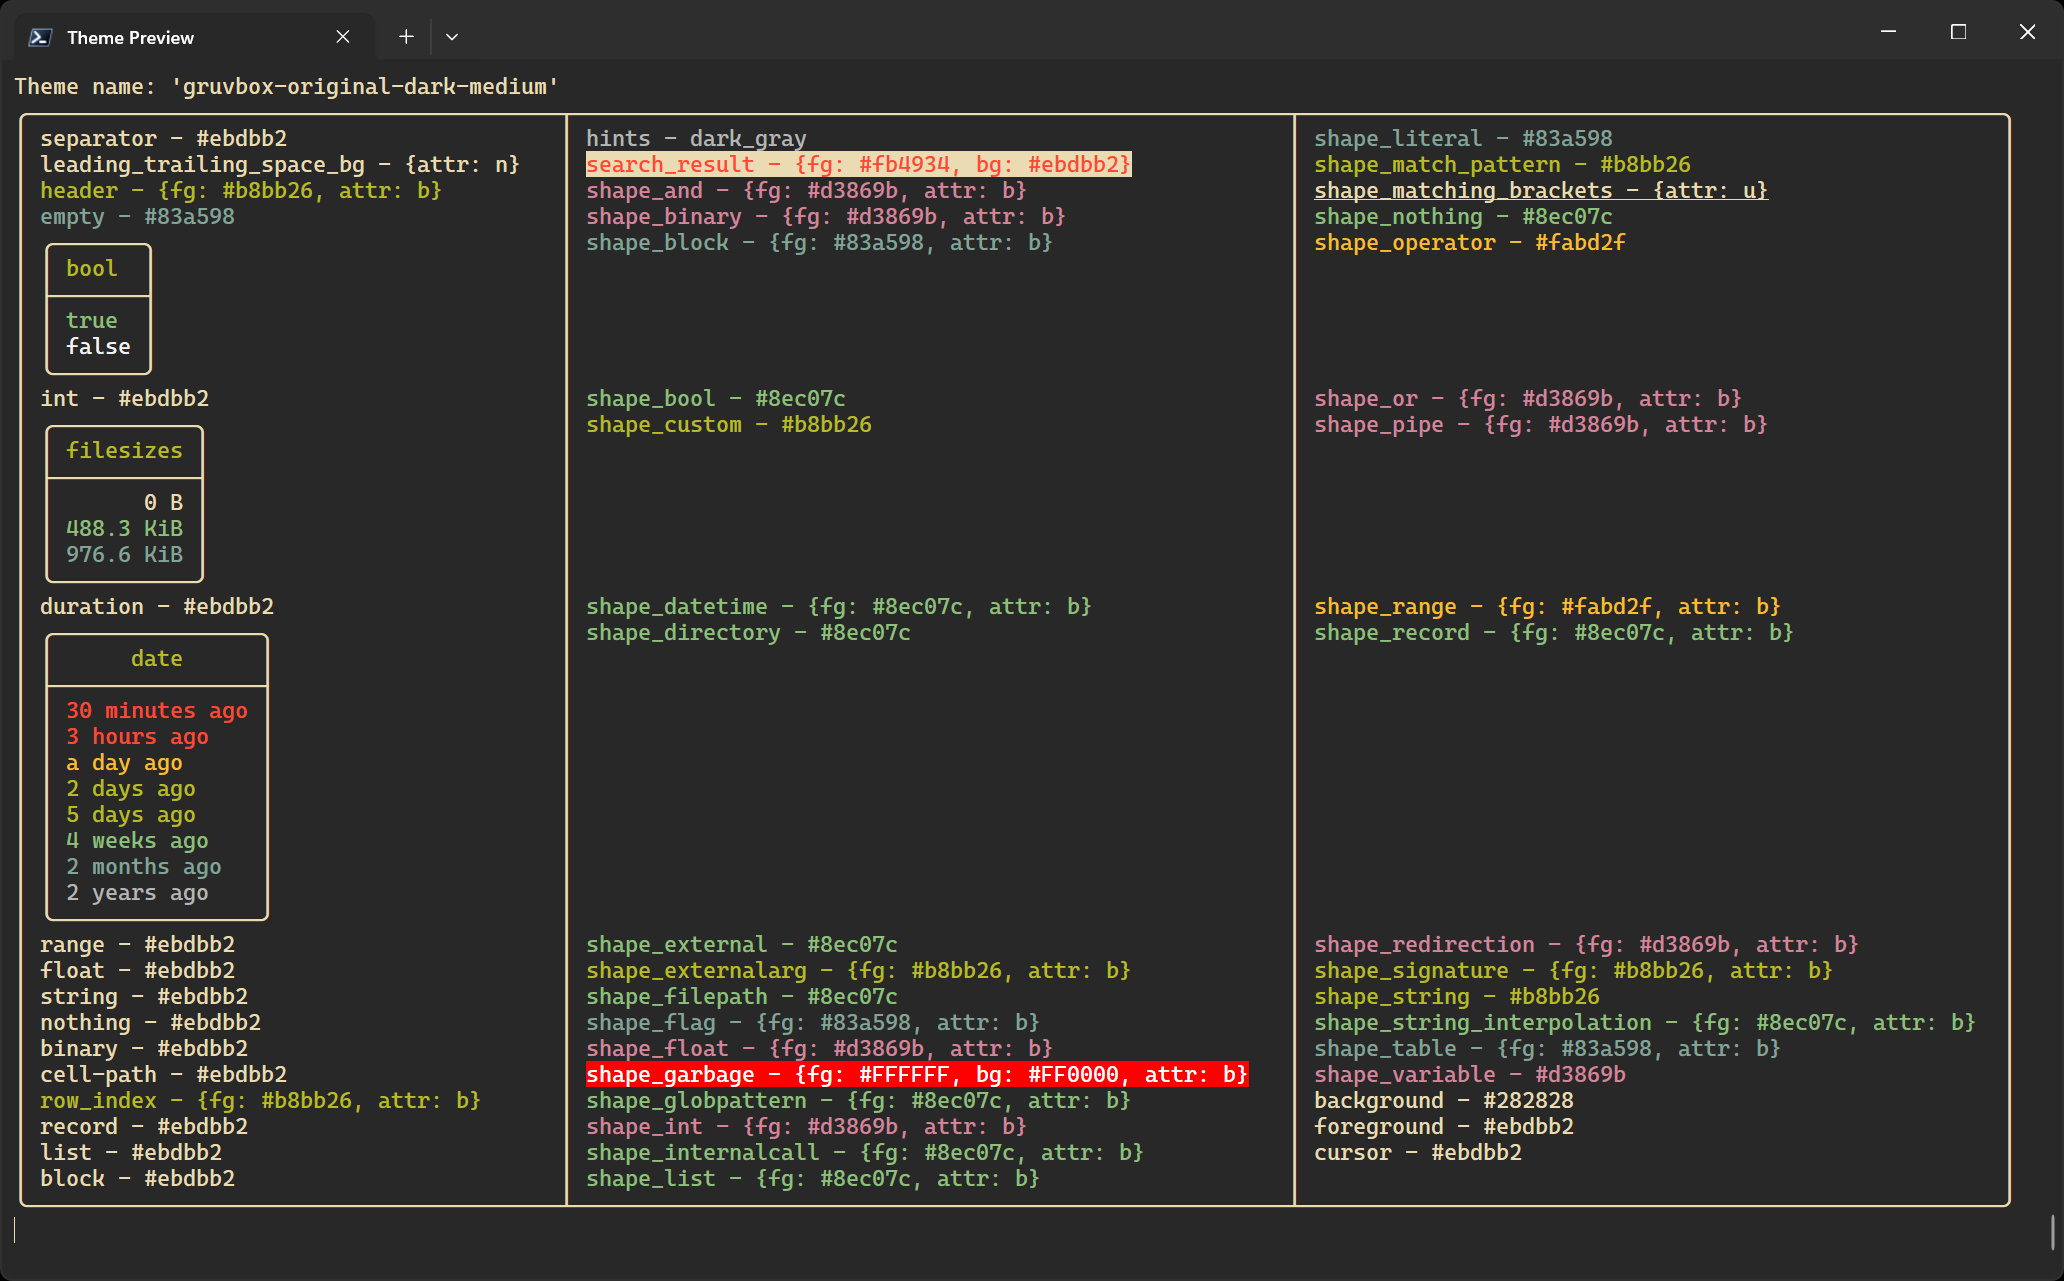 Theme Preview
Theme name: 'gruvbox-original-dark-medium'
separator - #ebdbb2
leading_trailing_space_bg - {attr: n}
header - {fg: #b8bb26, attr: b}
empty - #83a598
bool
true
false
int - #ebdbb2
filesizes
0 B
488.3 KiB
976.6 KiB
duration - #ebdbb2
date
30 minutes ago
3 hours ago
a day ago
2 days ago
5 days ago
4 weeks ago
2 months ago
2 years ago
range - #ebdbb2
float - #ebdbb2
string - #ebdbb2
nothing - #ebdbb2
binary - #ebdbb2
cell-path - #ebdbb2
row_index - {fg: #b8bb26, attr: b}
record - #ebdbb2
list - #ebdbb2
block - #ebdbb2
hints - dark_gray
search_result - {fg: #fb4934, bg: #ebdbb2}
shape_and - {fg: #d3869b, attr: b}
shape_binary - {fg: #d3869b, attr: b}
shape_block - {fg: #83a598, attr: b}
shape_bool - #8ec07c
shape_custom - #b8bb26
shape_datetime - {fg: #8ec07c, attr: b}
shape_directory - #8ec07c
shape_external - #8ec07c
shape_externalarg - {fg: #b8bb26, attr: b}
shape_filepath - #8ec07c
shape_flag - {fg: #83a598, attr: b}
shape_float - {fg: #d3869b, attr: b}
shape_garbage - {fg: #FFFFFF, bg: #FF0000, attr: b}
shape_globpattern - {fg: #8ec07c, attr: b}
shape_int - {fg: #d3869b, attr: b}
shape_internalcall - {fg: #8ec07c, attr: b}
shape_list - {fg: #8ec07c, attr: b}
shape_literal - #83a598
shape_match_pattern - #b8bb26
shape_matching_brackets - {attr: u}
shape_nothing - #8ec07c
shape_operator - #fabd2f
shape_or - {fg: #d3869b, attr: b}
shape_pipe - {fg: #d3869b, attr: b}
shape_range - {fg: #fabd2f, attr: b}
shape_record - {fg: #8ec07c, attr: b}
shape_redirection - {fg: #d3869b, attr: b}
shape_signature - {fg: #b8bb26, attr: b}
shape_string - #b8bb26
shape_string_interpolation - {fg: #8ec07c, attr: b}
shape_table - {fg: #83a598, attr: b}
shape_variable - #d3869b
background - #282828
foreground - #ebdbb2
cursor - #ebdbb2